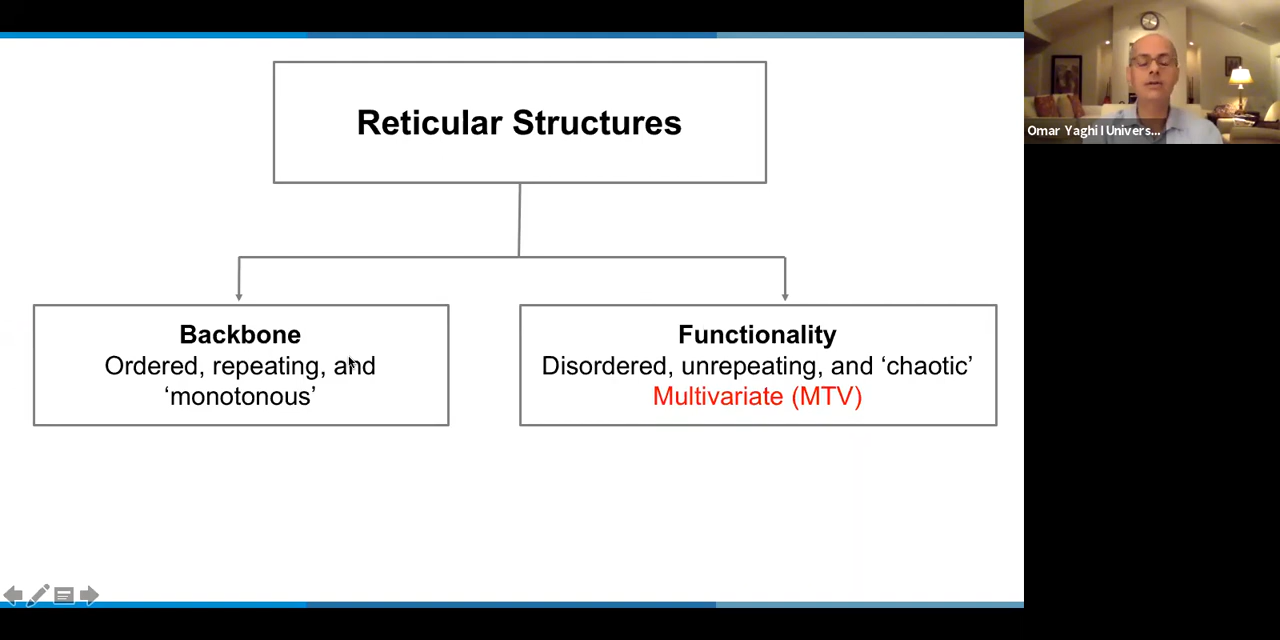 Reticular Structures
Backbone
Ordered, repeating, and
‘monotonous’
Functionality
Disordered, unrepeating, and ‘chaotic’
Multivariate (MTV)
Omar Yaghi I Univers...